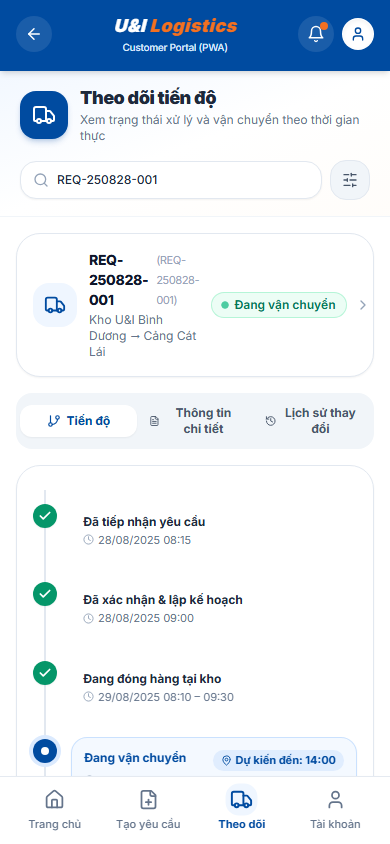 U&I Logistics
Customer Portal (PWA)
Theo dõi tiến độ
Xem trạng thái xử lý và vận chuyển theo thời gian
thực
REQ-250828-001
REQ-
250828-
001
(REQ-
250828-
001)
Kho U&I Bình
Dương → Cảng Cát
Lái
Đang vận chuyển
Tiến độ
Thông tin
chi tiết
Lịch sử thay
đổi
Đã tiếp nhận yêu cầu
28/08/2025 08:15
Đã xác nhận & lập kế hoạch
28/08/2025 09:00
Đang đóng hàng tại kho
29/08/2025 08:10 – 09:30
Đang vận chuyển
Dự kiến đến: 14:00
Trang chủ
Tạo yêu cầu
Theo dõi
Tài khoản